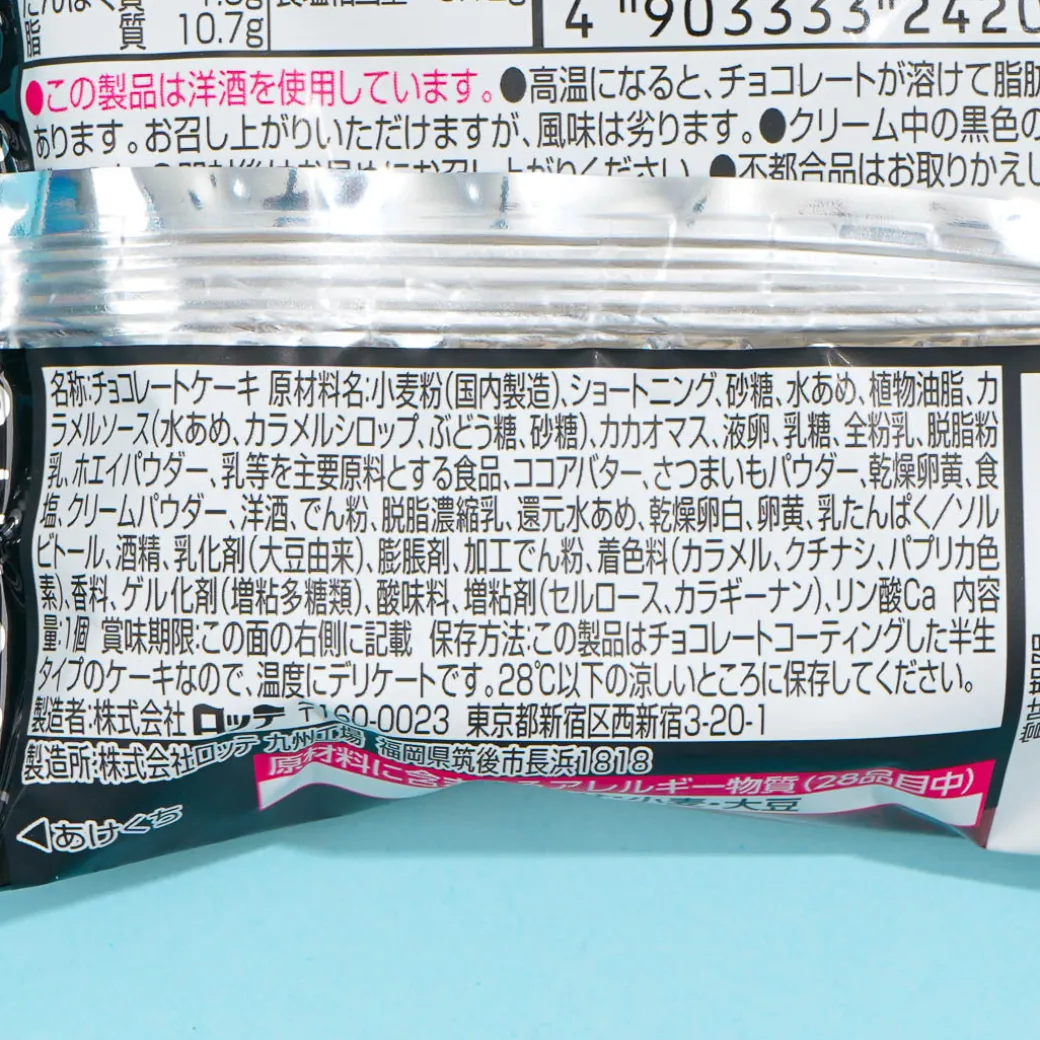 質
脂 質 10.7g
4 903333 2420
●この製品は洋酒を使用しています。●高温になると、チョコレートが溶けて脂肪
あります。お召し上がりいただけますが、風味は劣ります。●クリーム中の黒色の
お召し上がりください。●不都合品はお取りかえし
名称:チョコレートケーキ 原材料名:小麦粉(国内製造)、ショートニング、砂糖、水あめ、植物油脂、カ
ラメルソース(水あめ、カラメルシロップ、ぶどう糖、砂糖)、カカオマス、液卵、乳糖、全粉乳、脱脂粉
乳、ホエイパウダー、乳等を主要原料とする食品、ココアバター、さつまいもパウダー、乾燥卵黄、食
塩、クリームパウダー、洋酒、でん粉、脱脂濃縮乳、還元水あめ、乾燥卵白、卵黄、乳たんぱく/ソル
ビトール、酒精、乳化剤(大豆由来)、膨脹剤、加工でん粉、着色料(カラメル、クチナシ、パプリカ色
素)、香料、ゲル化剤(増粘多糖類)、酸味料、増粘剤(セルロース、カラギーナン)、リン酸Ca 内容
量:1個 賞味期限:この面の右側に記載 保存方法:この製品はチョコレートコーティングした半生
タイプのケーキなので、温度にデリケートです。28℃以下の涼しいところに保存してください。
製造者:株式会社 ロッテ 〒160-0023 東京都新宿区西新宿3-20-1
製造所:株式会社ロッテ 九州工場 福岡県筑後市長浜1818
原材料に含まれるアレルギー物質(28品目中)
小麦・大豆
◁あけくち